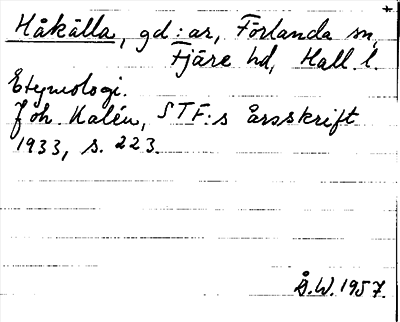 Håkälla, gd:ar, Förlanda sn,
Fjäre hd, Hall. l.
Etymologi.
Joh. Kalén, STF:s årsskrift
1933, s. 223.
Å.W. 1957.